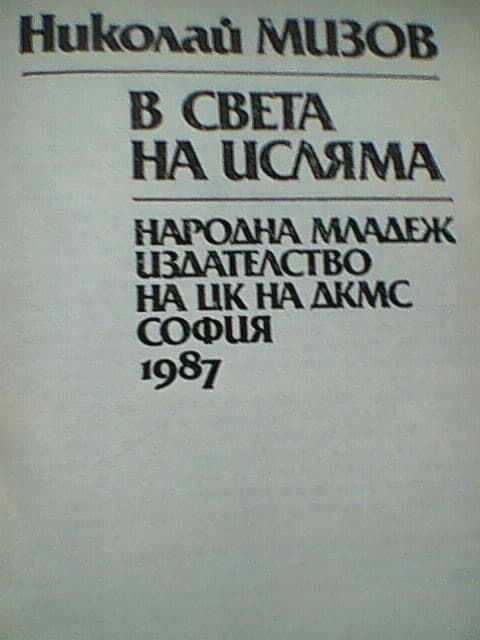 Николай МИЗОВ
В СВЕТА
НА ИСЛЯМА
НАРОДНА МЛАДЕЖ
ИЗДАТЕЛСТВО
НА ЦК НА ДКМС
СОФИЯ
1987